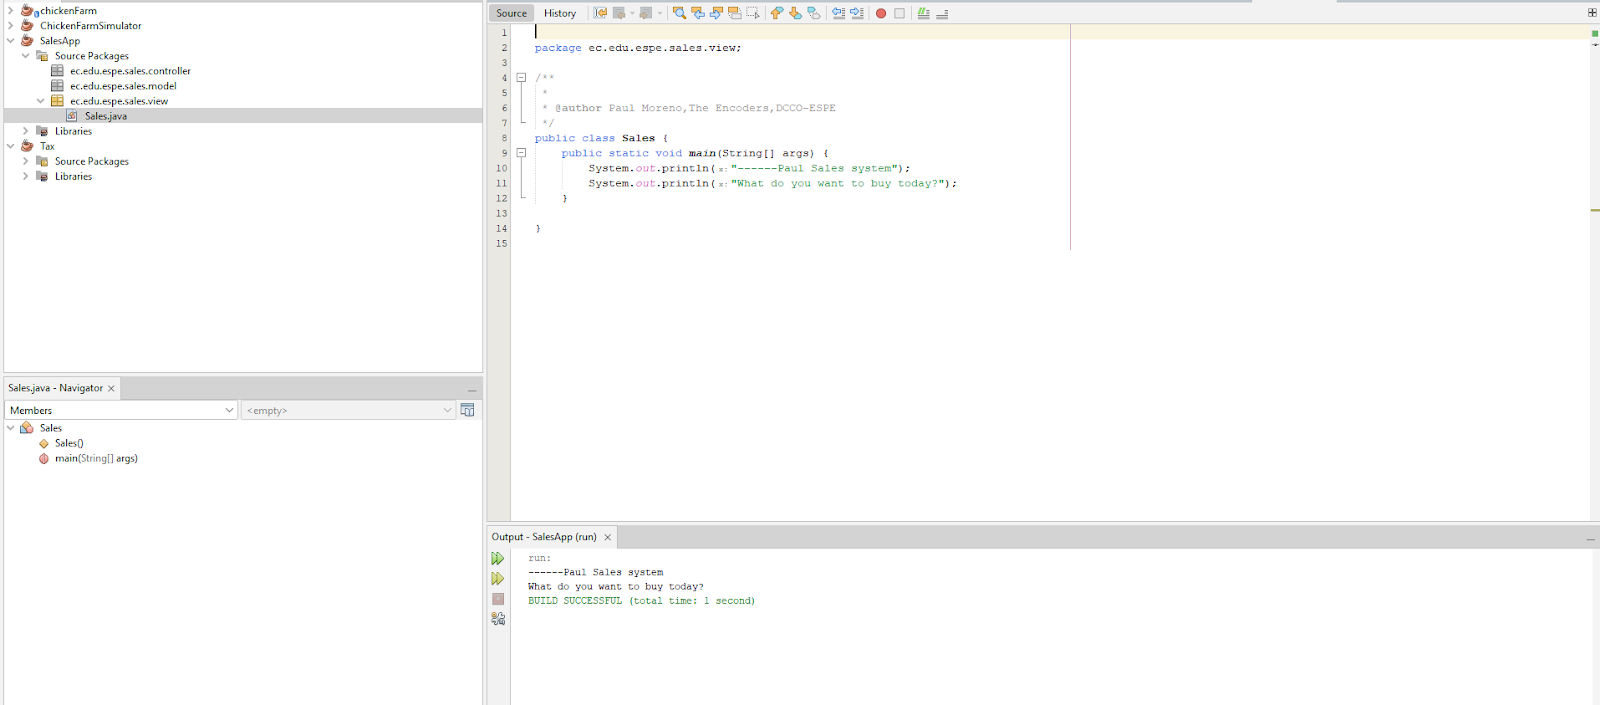 chickenFarm
ChickenFarmSimulator
SalesApp
Source Packages
ec.edu.espe.sales.controller
ec.edu.espe.sales.model
ec.edu.espe.sales.view
Sales.java
Libraries
Tax
Source Packages
Libraries
Sales.java - Navigator ×
Members
<empty>
Sales
Sales()
main(String[] args)
Source History
1
2 package ec.edu.espe.sales.view;
3
4 /**
5 *
6 * @author Paul Moreno,The Encoders,DCCO-ESPE
7 */
8 public class Sales {
9 public static void main(String[] args) {
10 System.out.println(x: "------Paul Sales system");
11 System.out.println(x: "What do you want to buy today?");
12 }
13
14 }
15
Output - SalesApp (run) ×
run:
------Paul Sales system
What do you want to buy today?
BUILD SUCCESSFUL (total time: 1 second)